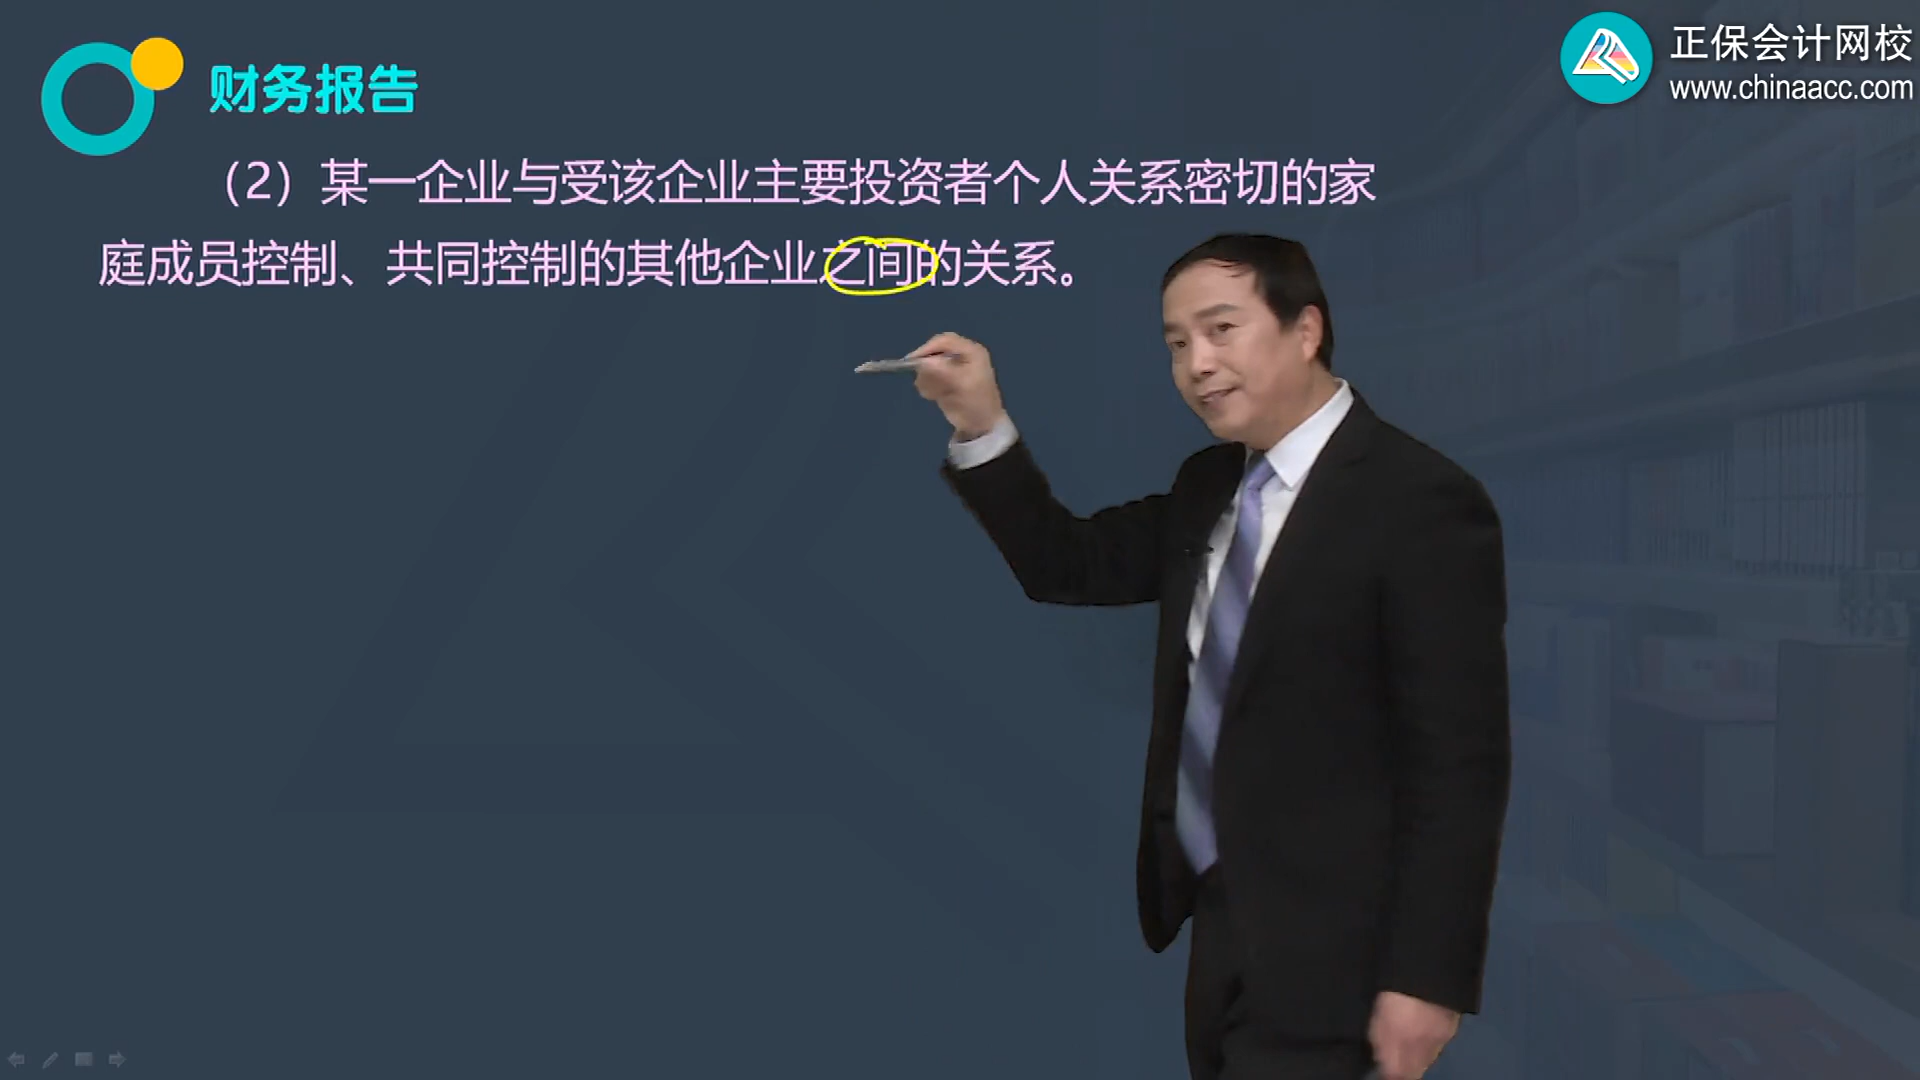 财务报告
正保会计网校
www.chinaacc.com
（2）某一企业与受该企业主要投资者个人关系密切的家
庭成员控制、共同控制的其他企业之间的关系。